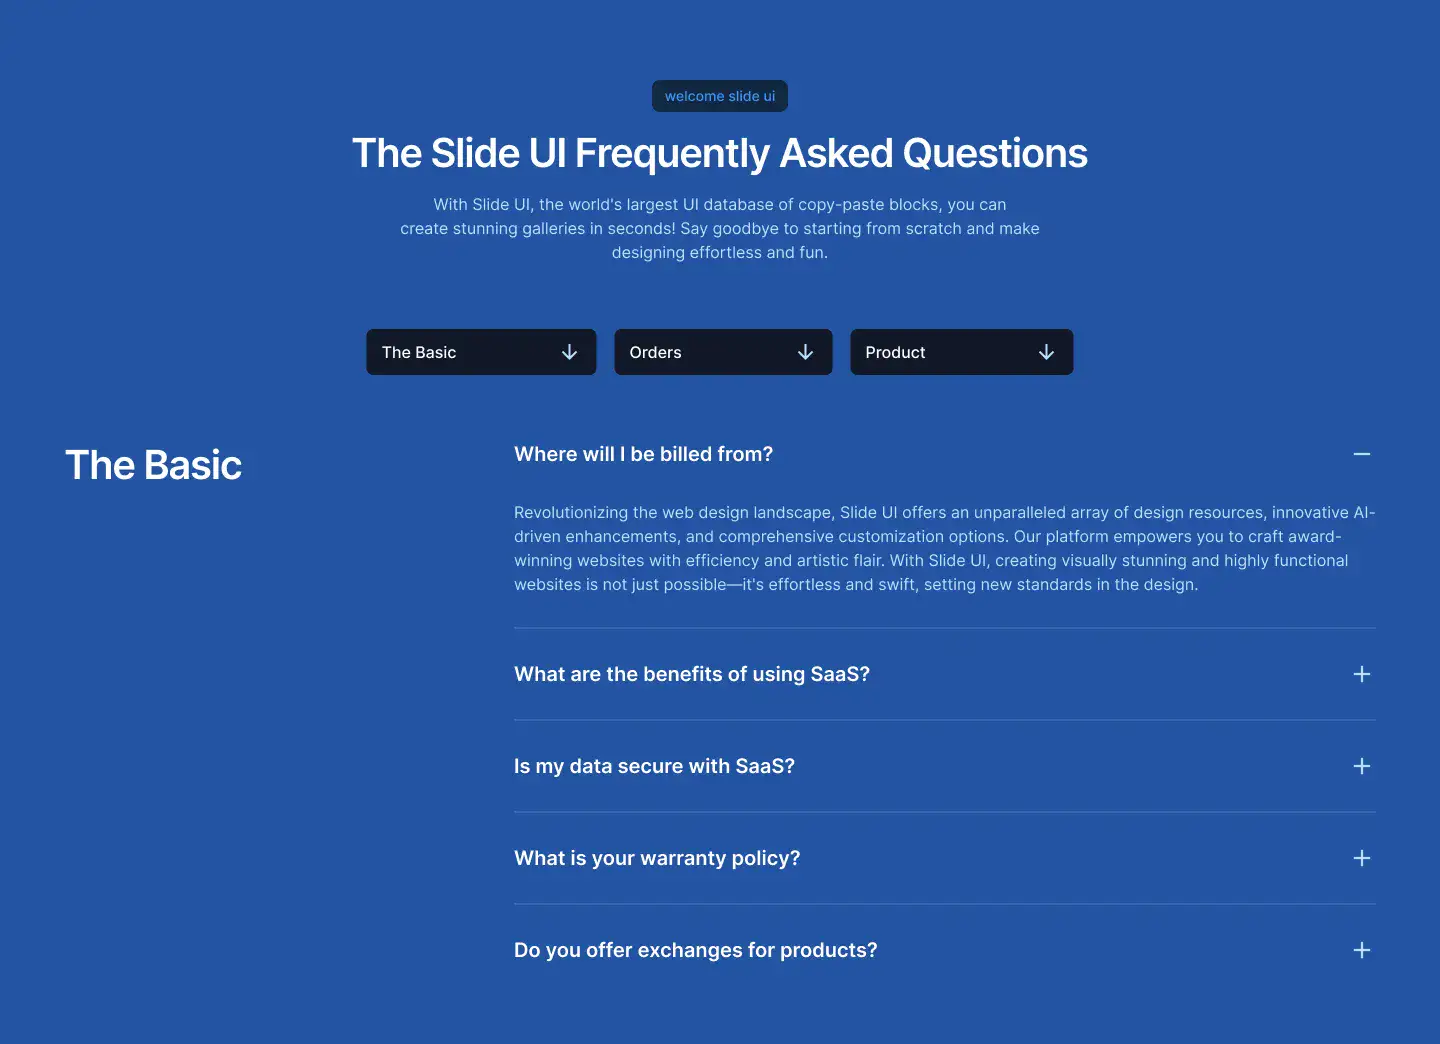 welcome slide ui
The Slide UI Frequently Asked Questions
With Slide UI, the world's largest UI database of copy-paste blocks, you can
create stunning galleries in seconds! Say goodbye to starting from scratch and make
designing effortless and fun.
The Basic
Orders
Product
The Basic
Where will I be billed from?
Revolutionizing the web design landscape, Slide UI offers an unparalleled array of design resources, innovative AI-
driven enhancements, and comprehensive customization options. Our platform empowers you to craft award-
winning websites with efficiency and artistic flair. With Slide UI, creating visually stunning and highly functional
websites is not just possible—it's effortless and swift, setting new standards in the design.
What are the benefits of using SaaS?
Is my data secure with SaaS?
What is your warranty policy?
Do you offer exchanges for products?